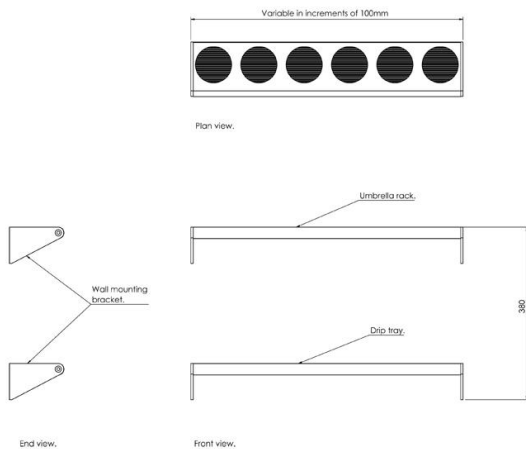 Variable in increments of 100mm
Plan view.
Umbrella rack.
Wall mounting
bracket.
380
Drip tray.
End view.
Front view.